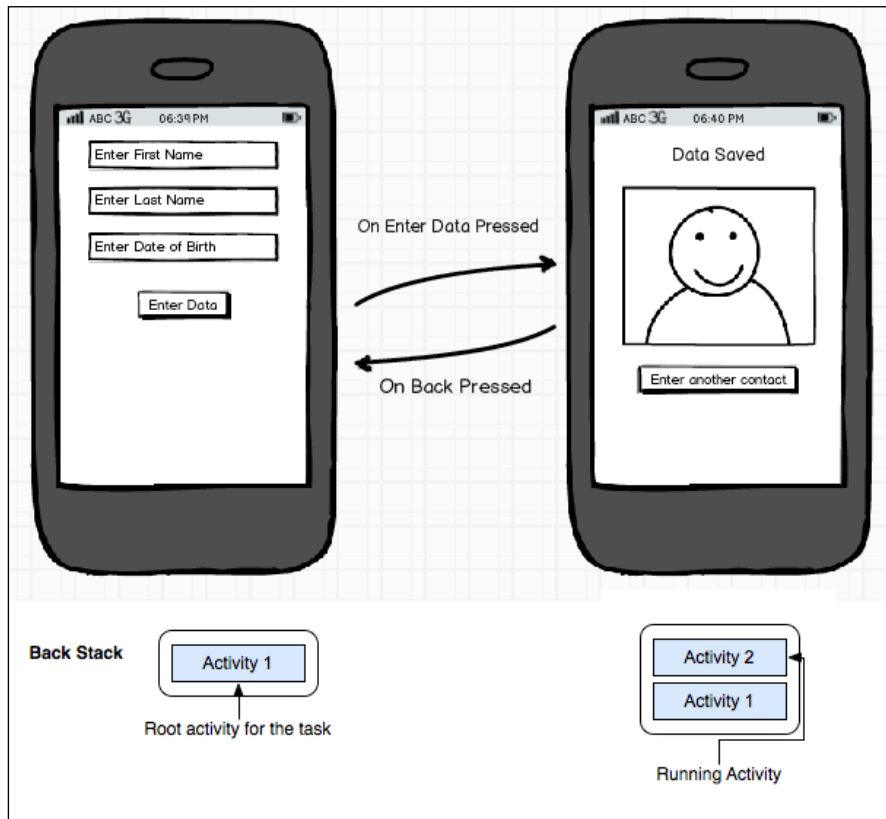 ABC 3G 06:39 PM
Enter First Name
Enter Last Name
Enter Date of Birth
Enter Data
On Enter Data Pressed
On Back Pressed
ABC 3G 06:40 PM
Data Saved
Enter another contact
Back Stack
Activity 1
Root activity for the task
Activity 2
Activity 1
Running Activity